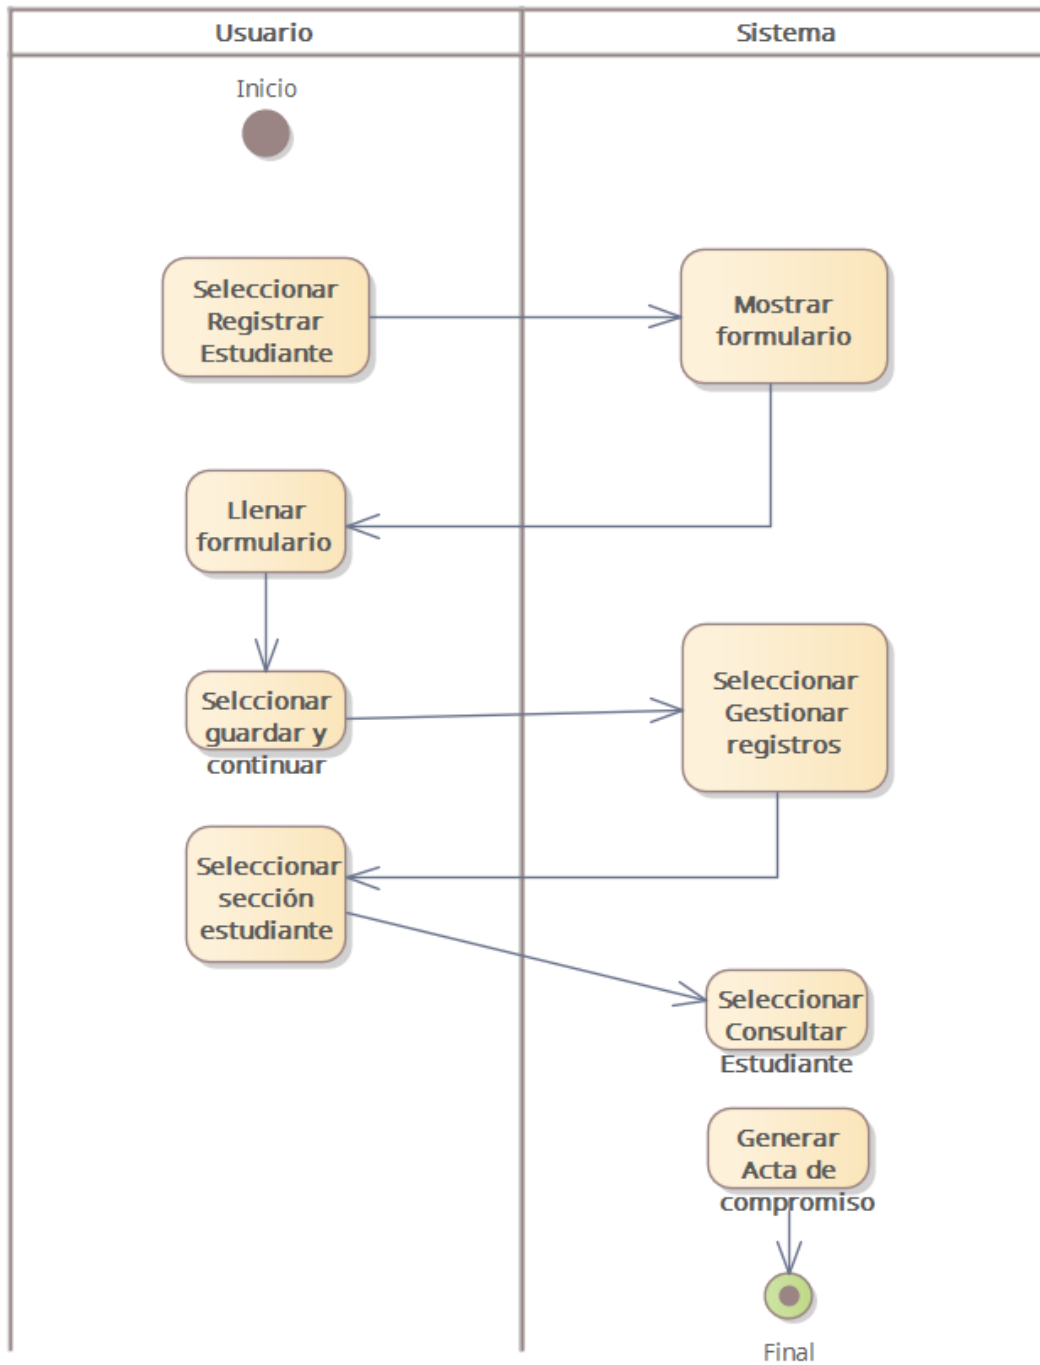 Usuario
Sistema
Inicio
Seleccionar
Registrar
Estudiante
Mostrar
formulario
Llenar
formulario
Selccionar
guardar y
continuar
Seleccionar
Gestionar
registros
Seleccionar
sección
estudiante
Seleccionar
Consultar
Estudiante
Generar
Acta de
compromiso
Final